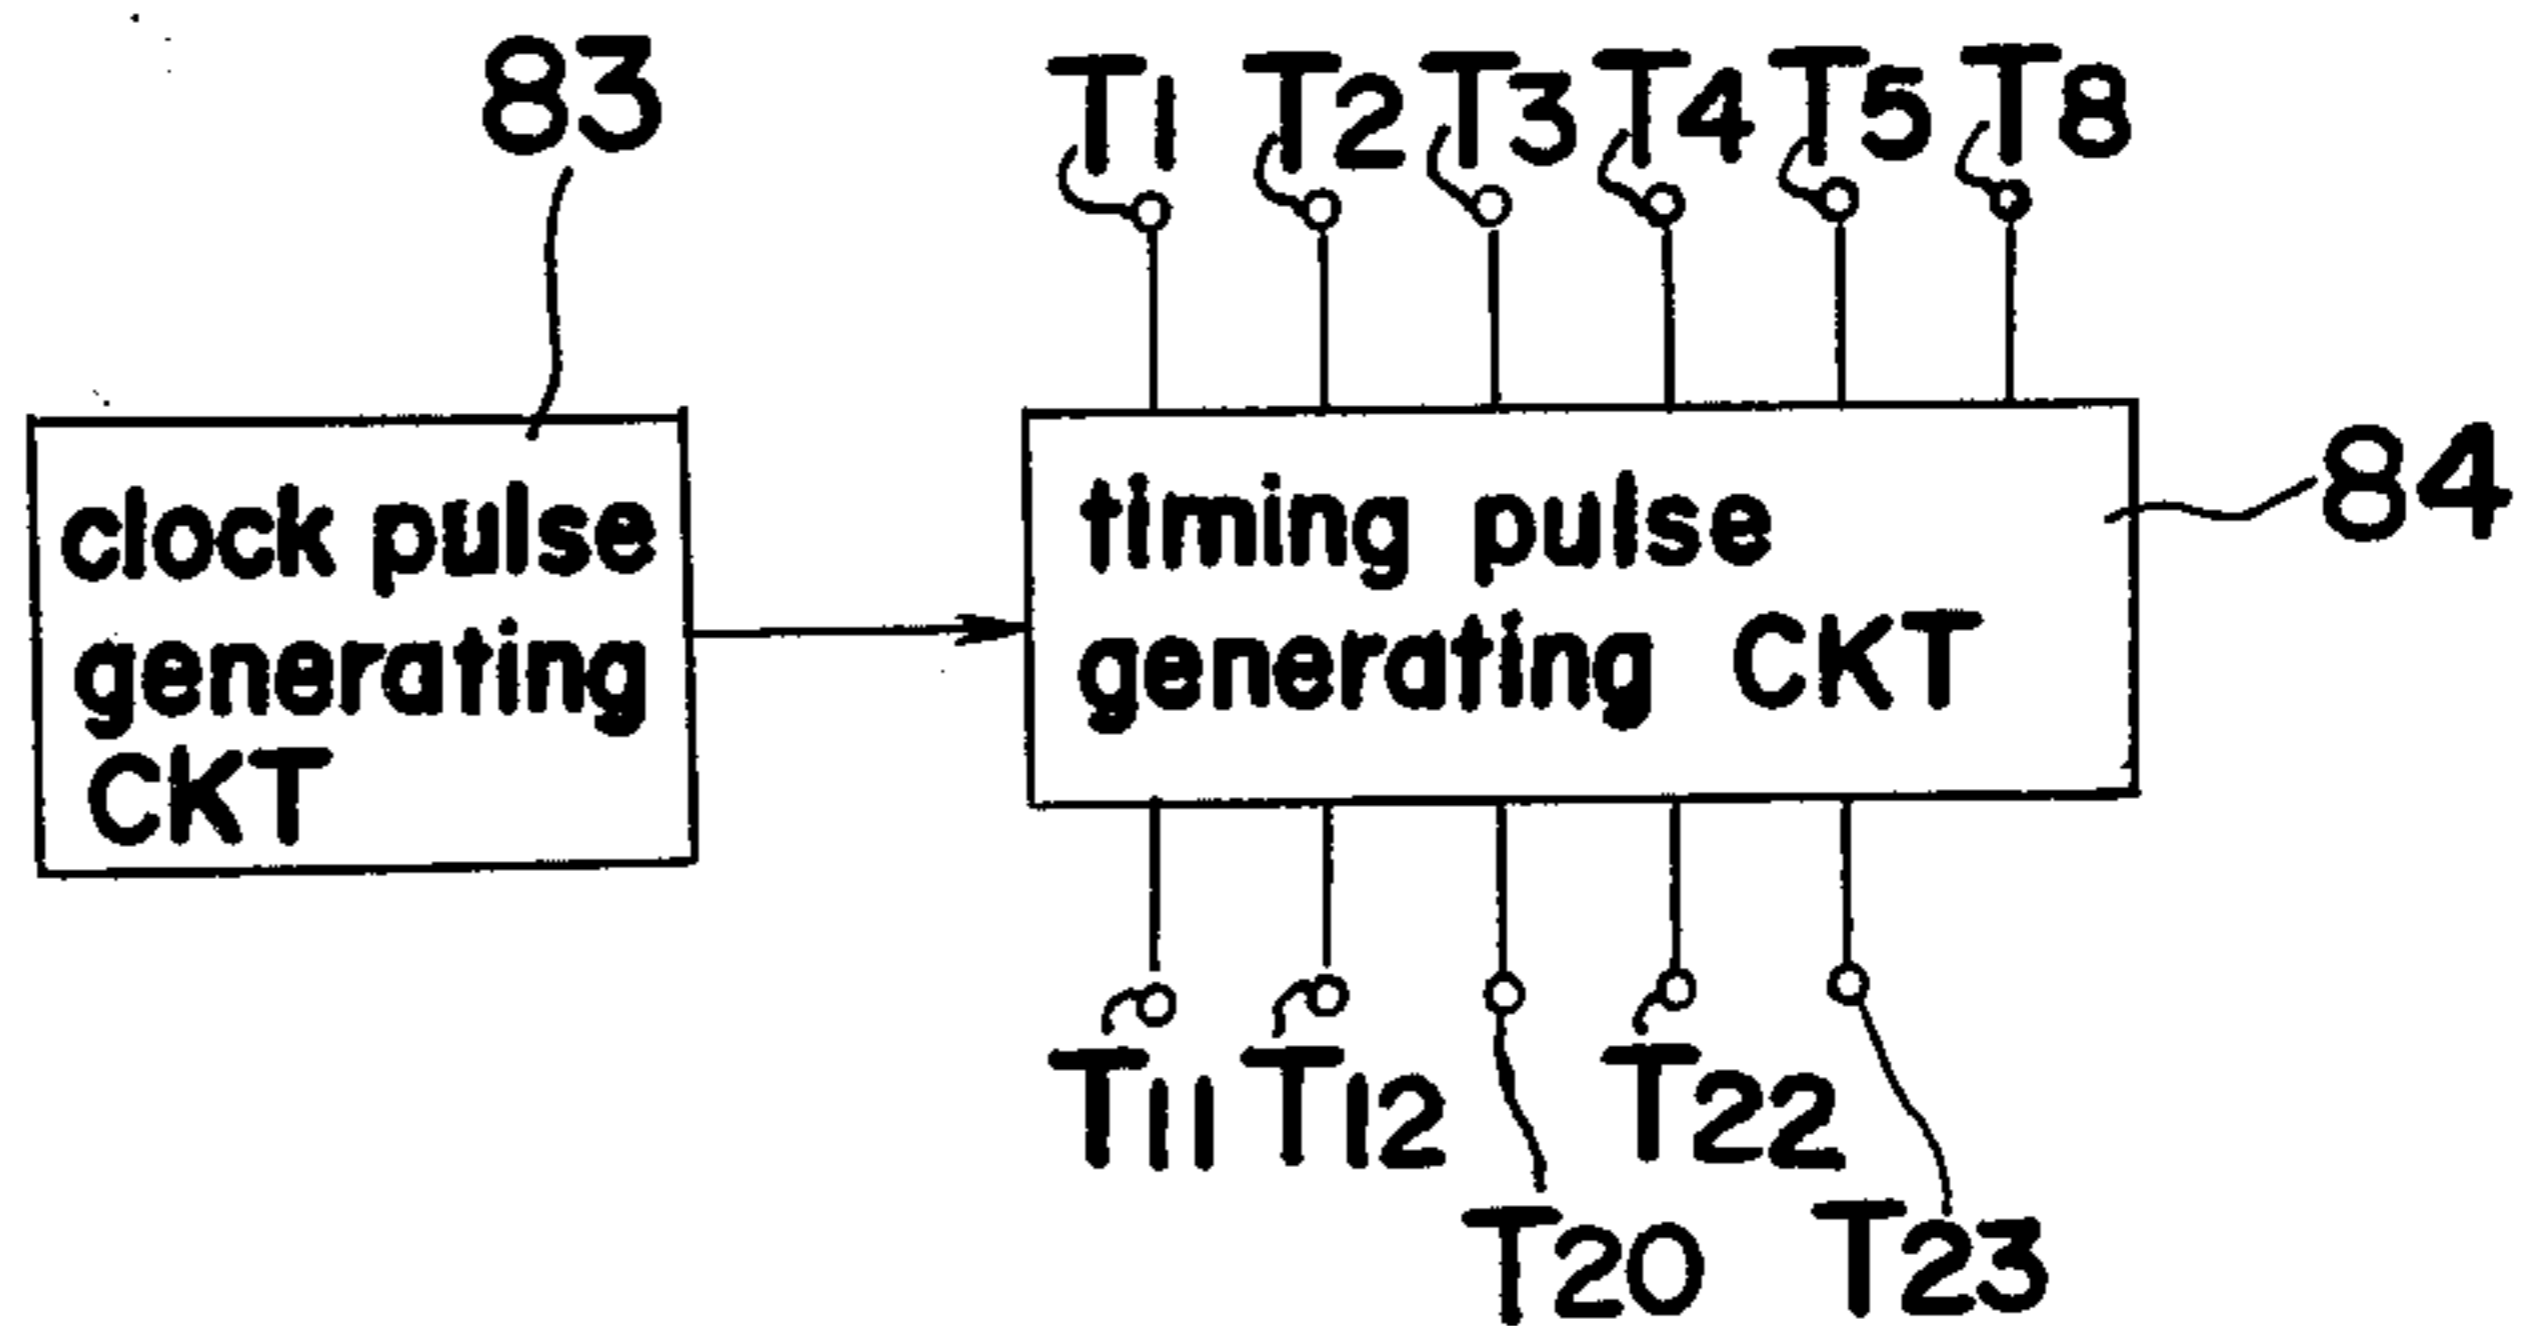 83
T1 T2 T3 T4 T5 T8
clock pulse
generating
CKT
timing pulse
generating CKT
84
T11 T12 T22
T20 T23